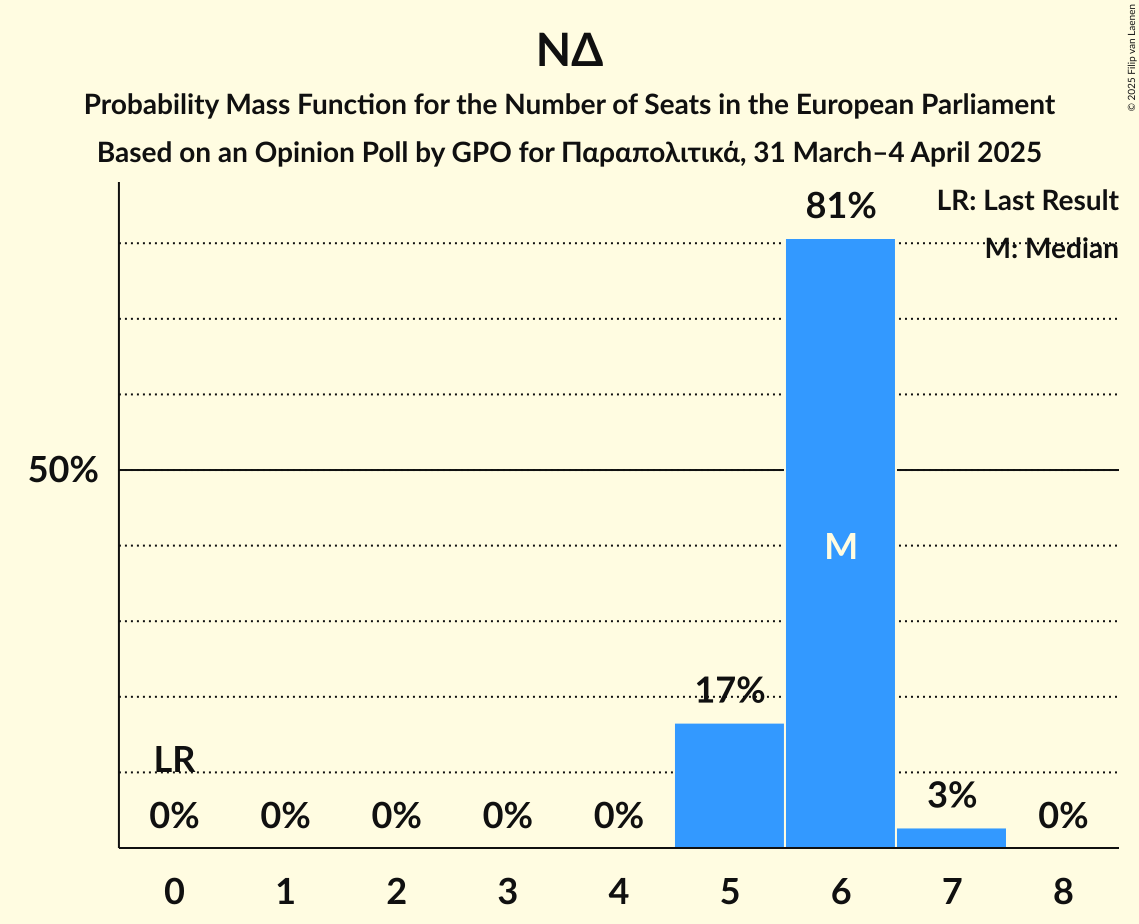 ΝΔ
Probability Mass Function for the Number of Seats in the European Parliament
Based on an Opinion Poll by GPO for Παραπολιτικά, 31 March–4 April 2025
© 2025 Filip van Laenen
LR: Last Result
M: Median
81%
50%
M
17%
LR
3%
0% 0% 0% 0% 0% 0%
0 1 2 3 4 5 6 7 8